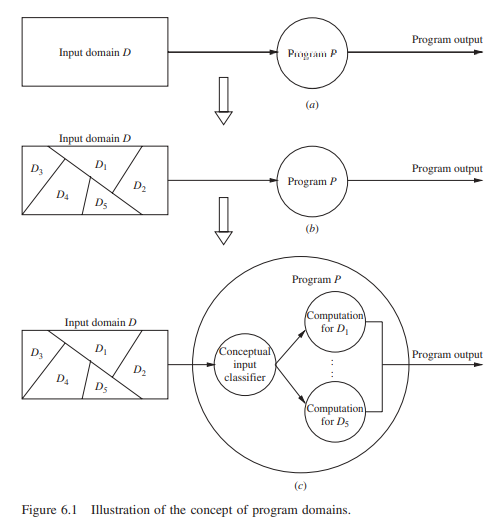 Input domain D
Program P
Program output
(a)
Input domain D
D3
D1
D4
D2
D5
Program P
Program output
(b)
Program P
Input domain D
D3
D1
D4
D2
D5
Conceptual
input
classifier
Computation
for D1
Computation
for D5
Program output
(c)
Figure 6.1 Illustration of the concept of program domains.